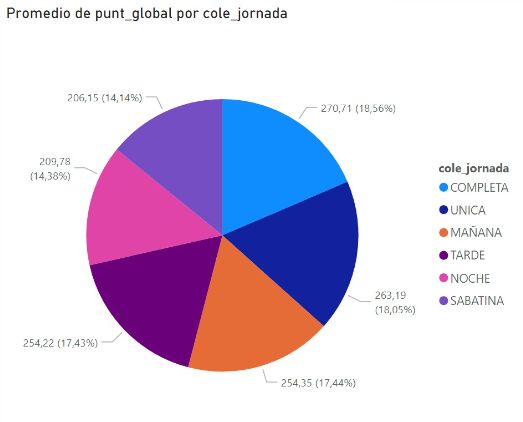 Promedio de punt_global por cole_jornada
206,15 (14,14%)
270,71 (18,56%)
209,78
(14,38%)
263,19
(18,05%)
254,22 (17,43%)
254,35 (17,44%)
cole_jornada
COMPLETA
UNICA
MAÑANA
TARDE
NOCHE
SABATINA